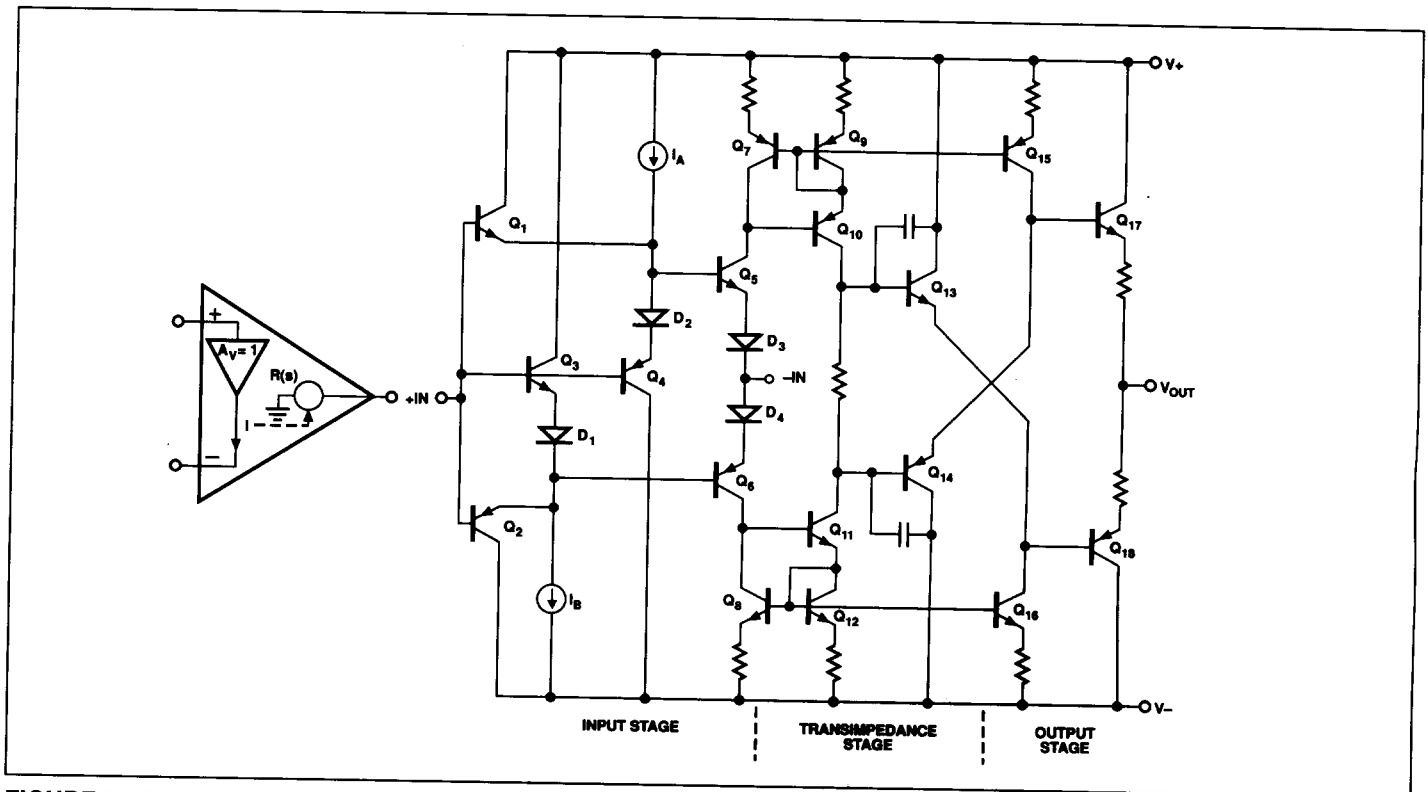 V+
Q7
Q9
IA
Q15
Q1
Q10
Q17
Q5
Q13
D2
D3
+
AV = 1
Q3
R(s)
Q4
–IN
VOUT
+IN
I
D4
D1
–
Q6
Q14
Q2
Q11
Q18
IB
Q8
Q12
Q16
V–
INPUT STAGE
TRANSIMPEDANCE
STAGE
OUTPUT
STAGE